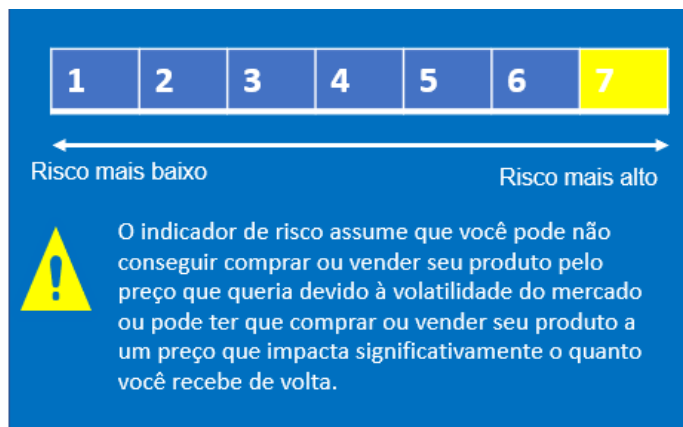 1 2 3 4 5 6 7
Risco mais baixo
Risco mais alto
!
O indicador de risco assume que você pode não
conseguir comprar ou vender seu produto pelo
preço que queria devido à volatilidade do mercado
ou pode ter que comprar ou vender seu produto a
um preço que impacta significativamente o quanto
você recebe de volta.